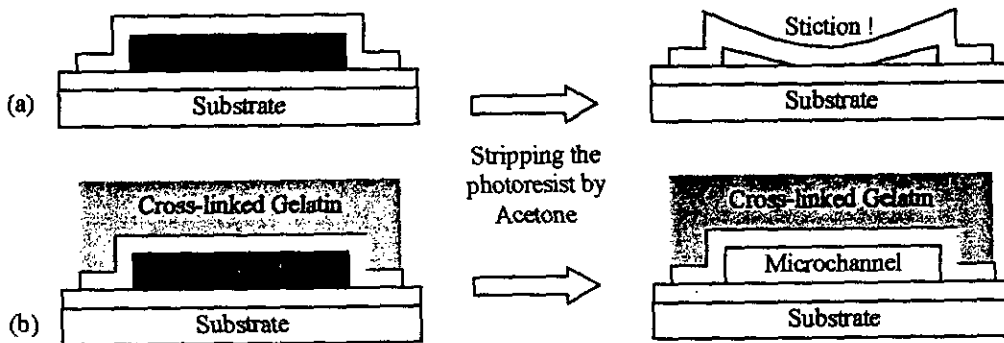 Stiction !
(a)
Substrate
Substrate
Stripping the
photoresist by
Acetone
Cross-linked Gelatin
Cross-linked Gelatin
Microchannel
(b)
Substrate
Substrate